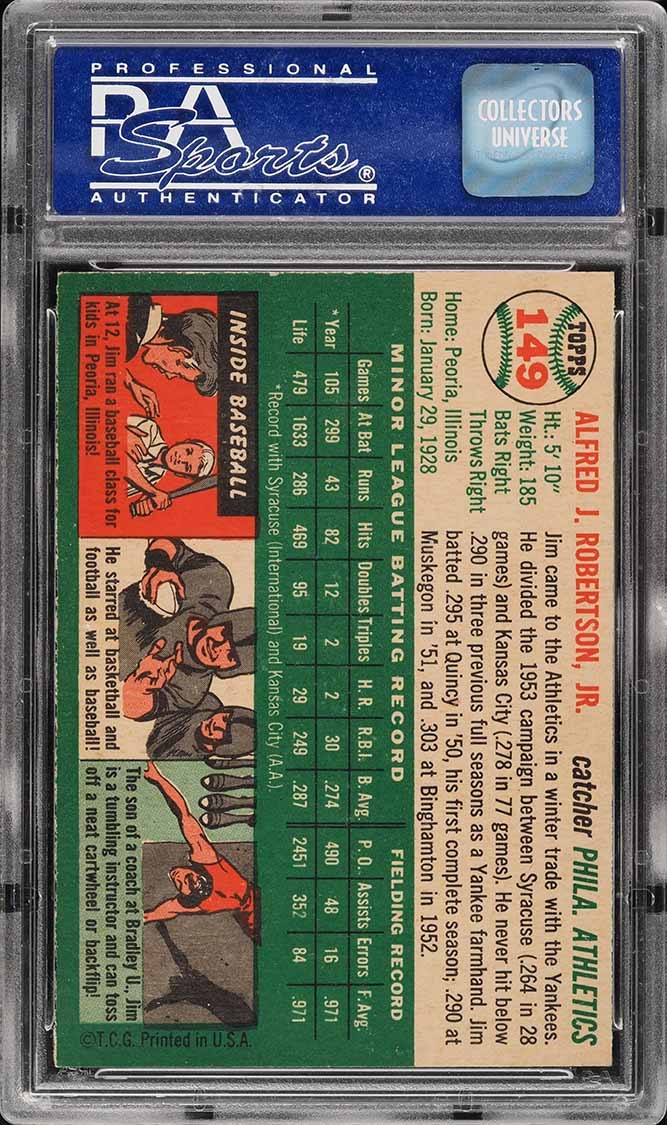 PROFESSIONAL
PSA
Sports®
AUTHENTICATOR
COLLECTORS
UNIVERSE
TOPPS
149
ALFRED J. ROBERTSON, JR.
catcher PHILA. ATHLETICS
Ht.: 5' 10"
Weight: 185
Bats Right
Throws Right
Home: Peoria, Illinois
Born: January 29, 1928
Jim came to the Athletics in a winter trade with the Yankees.
He divided the 1953 campaign between Syracuse (.264 in 28
games) and Kansas City (.278 in 77 games). He never hit below
.290 in three previous full seasons as a Yankee farmhand. Jim
batted .295 at Quincy in '50, his first complete season; .290 at
Muskegon in '51, and .303 at Binghamton in 1952.
MINOR LEAGUE BATTING RECORD FIELDING RECORD
Games At Bat Runs Hits Doubles Triples H.R. R.B.I. B. Avg. P.O. Assists Errors F. Avg.
*Year 105 299 43 82 12 2 2 30 .274 490 48 16 .971
Life 479 1633 286 469 95 19 29 249 .287 2451 352 84 .971
*Record with Syracuse (International) and Kansas City (A.A.).
INSIDE BASEBALL
At 12, Jim ran a baseball class for
kids in Peoria, Illinois!
He starred at basketball and
football as well as baseball!
The son of a coach at Bradley U., Jim
is a tumbling instructor and can toss
off a neat cartwheel or backflip!
©T.C.G. Printed in U.S.A.